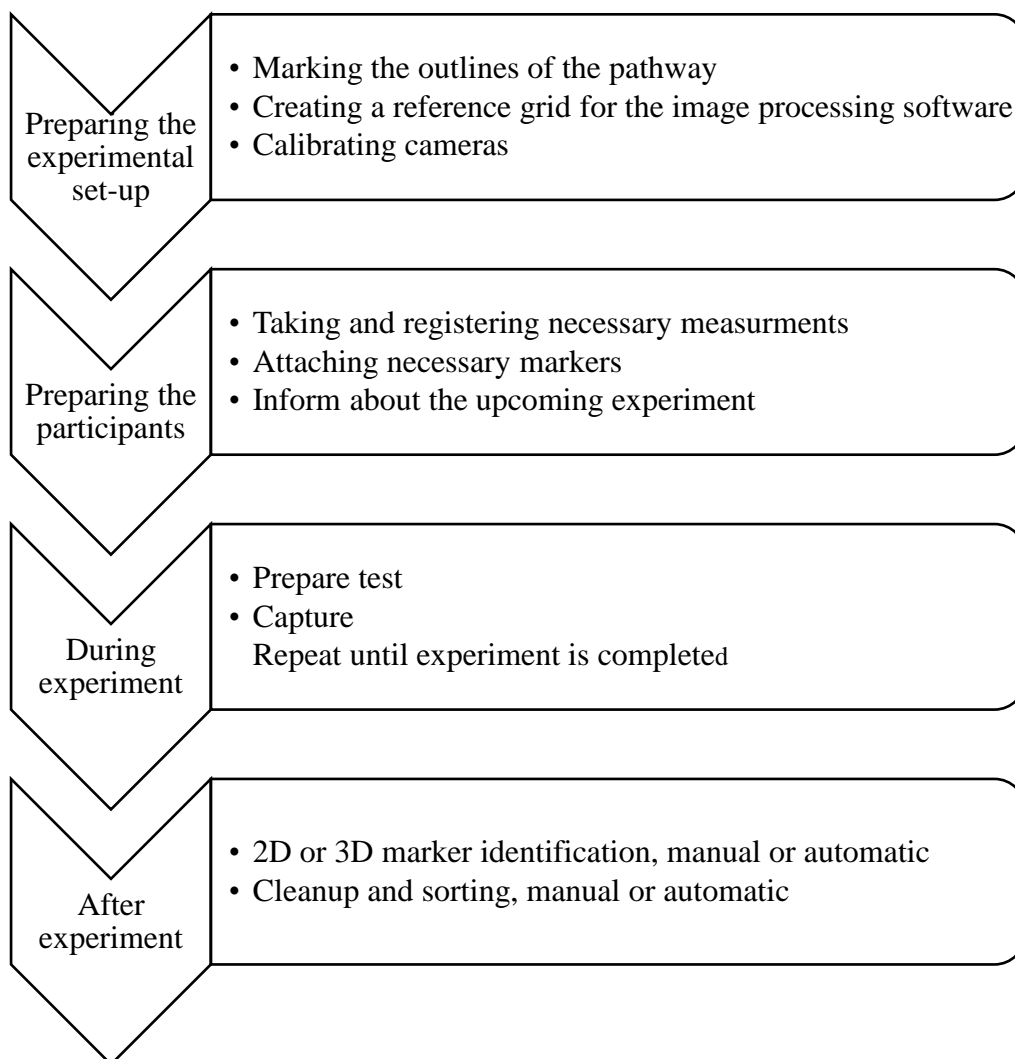 Preparing the
experimental
set-up
• Marking the outlines of the pathway
• Creating a reference grid for the image processing software
• Calibrating cameras
Preparing the
participants
• Taking and registering necessary measurments
• Attaching necessary markers
• Inform about the upcoming experiment
During
experiment
• Prepare test
• Capture
Repeat until experiment is completed
After
experiment
• 2D or 3D marker identification, manual or automatic
• Cleanup and sorting, manual or automatic